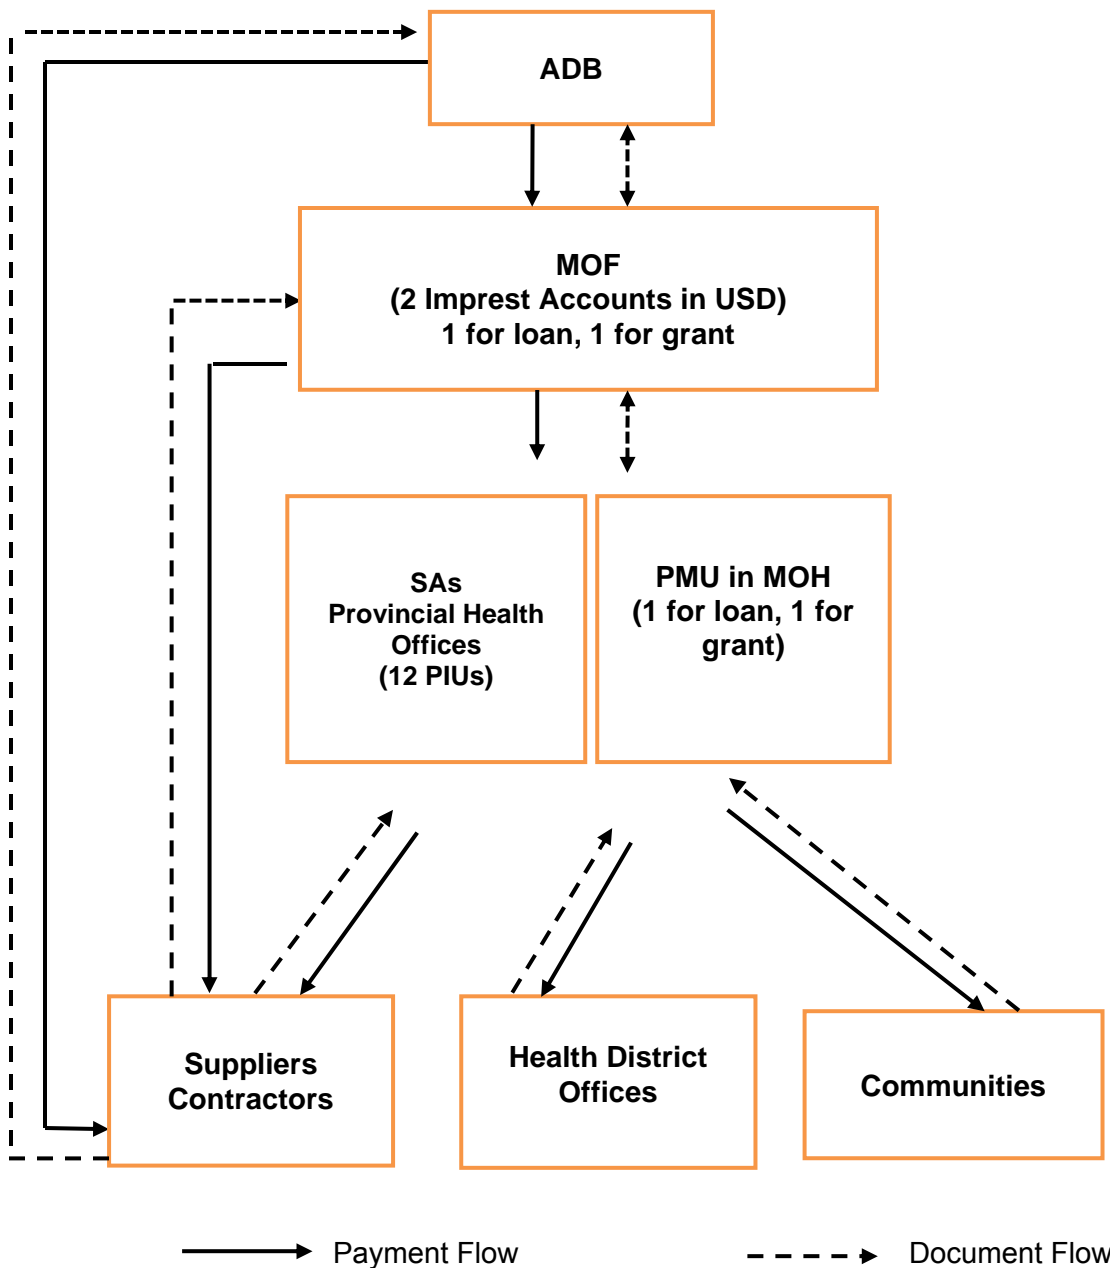 ADB
MOF
(2 Imprest Accounts in USD)
1 for loan, 1 for grant
SAs
Provincial Health
Offices
(12 PIUs)
PMU in MOH
(1 for loan, 1 for
grant)
Suppliers
Contractors
Health District
Offices
Communities
Payment Flow
Document Flow